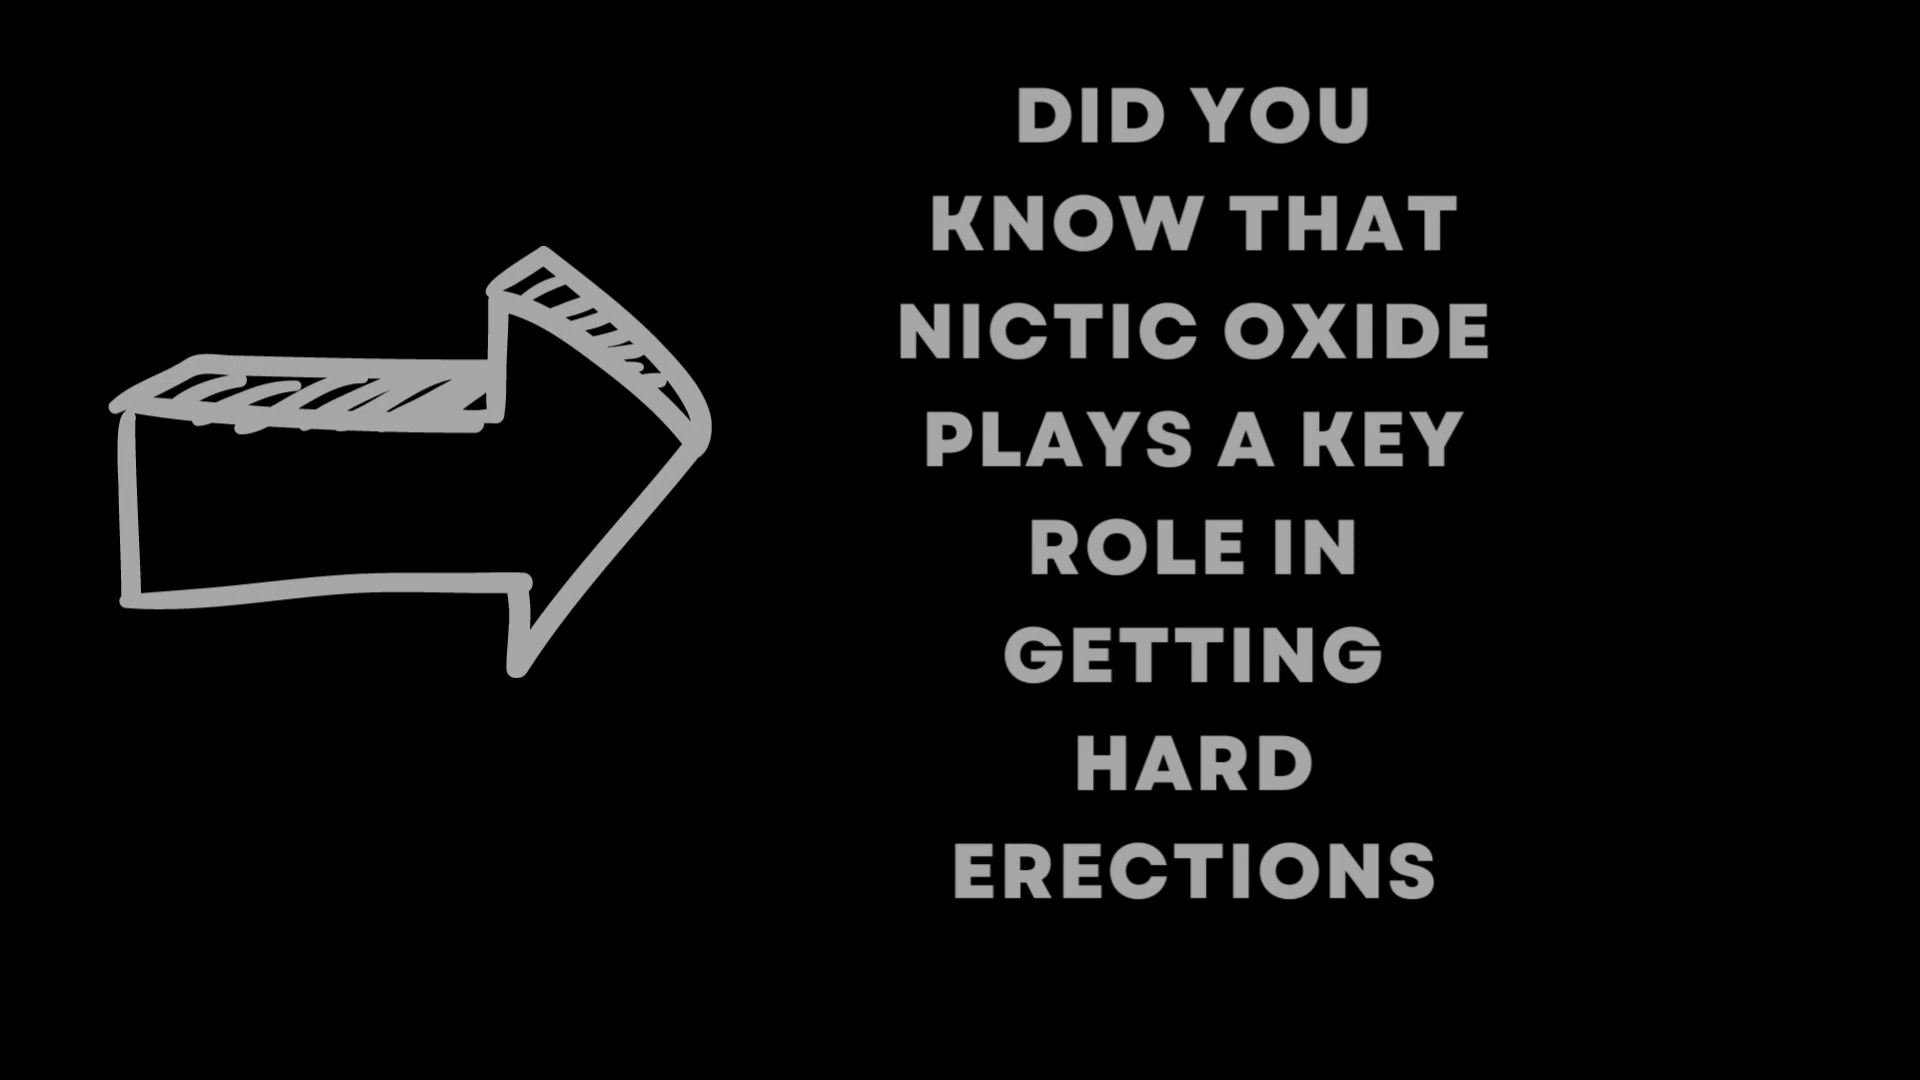 DID YOU
KNOW THAT
NICTIC OXIDE
PLAYS A KEY
ROLE IN
GETTING
HARD
ERECTIONS